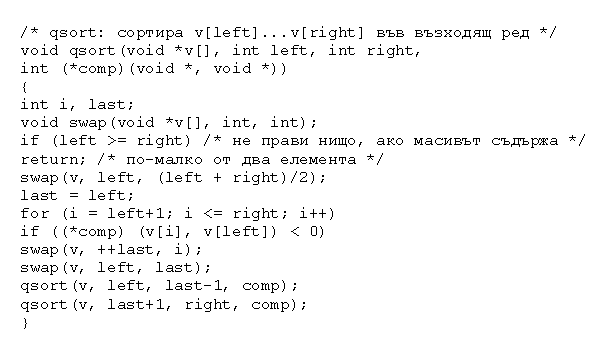 /* qsort: сортира v[left]...v[right] във възходящ ред */
void qsort(void *v[], int left, int right,
int (*comp)(void *, void *))
{
int i, last;
void swap(void *v[], int, int);
if (left >= right) /* не прави нищо, ако масивът съдържа */
return; /* по-малко от два елемента */
swap(v, left, (left + right)/2);
last = left;
for (i = left+1; i <= right; i++)
if ((*comp) (v[i], v[left]) < 0)
swap(v, ++last, i);
swap(v, left, last);
qsort(v, left, last-1, comp);
qsort(v, last+1, right, comp);
}